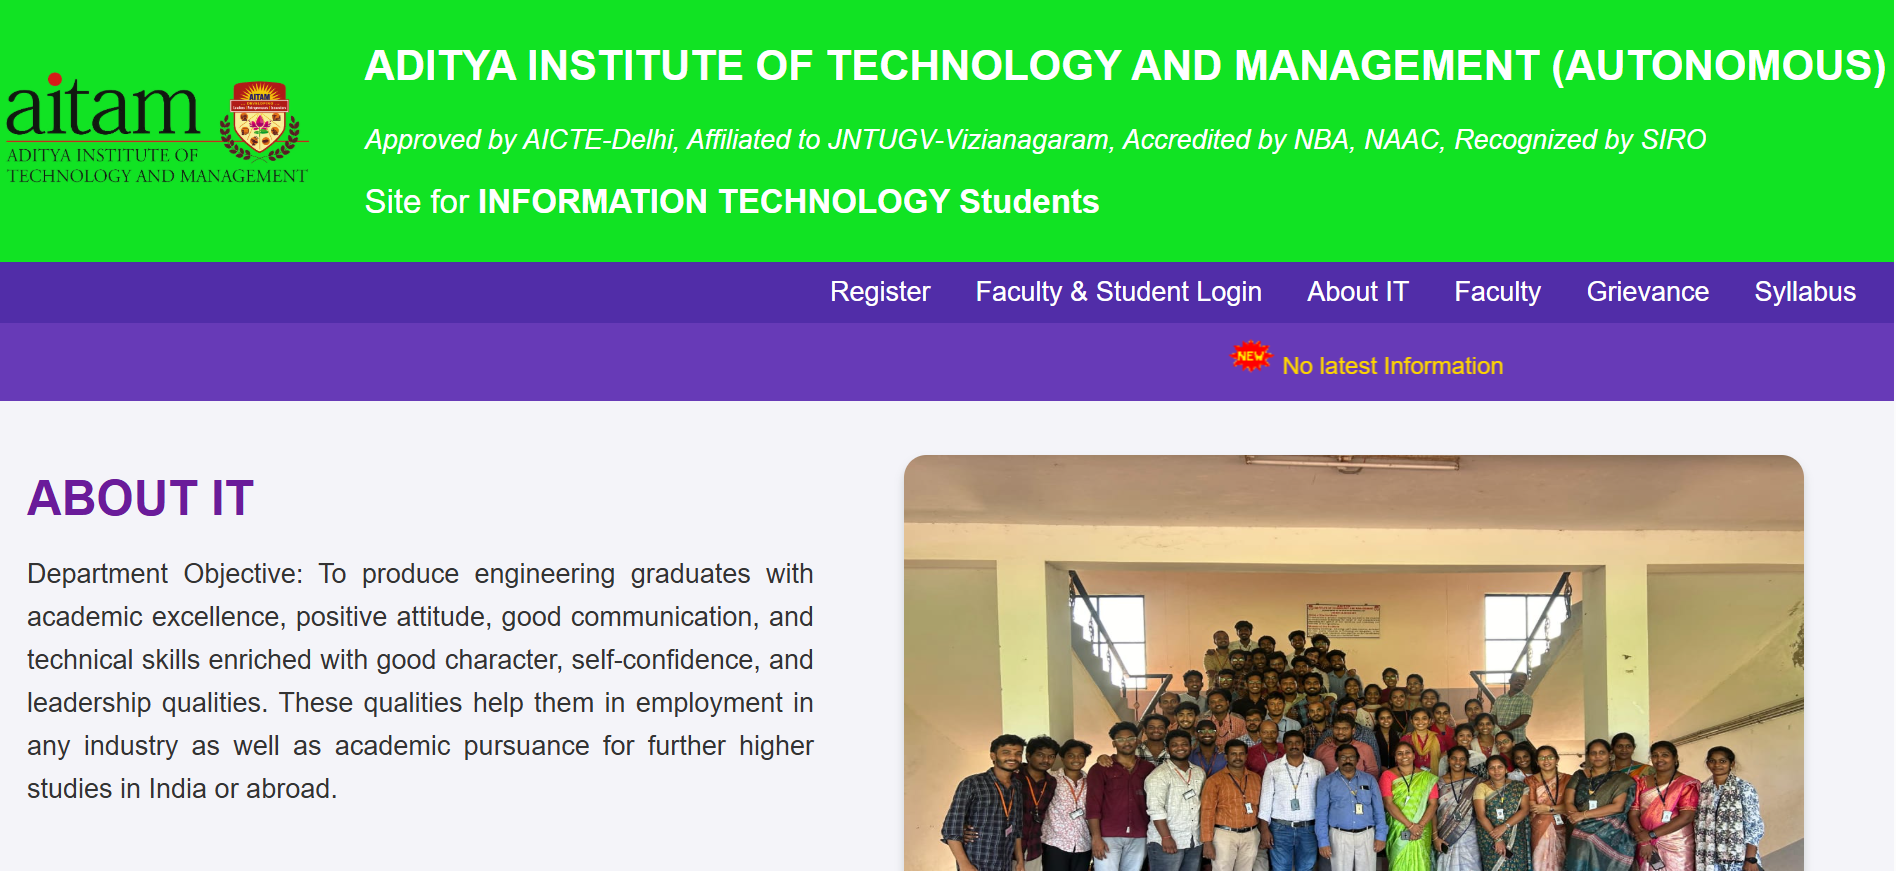 aitam
ADITYA INSTITUTE OF
TECHNOLOGY AND MANAGEMENT
AITAM
ADITYA INSTITUTE OF TECHNOLOGY AND MANAGEMENT (AUTONOMOUS)
Approved by AICTE-Delhi, Affiliated to JNTUGV-Vizianagaram, Accredited by NBA, NAAC, Recognized by SIRO
Site for INFORMATION TECHNOLOGY Students
Register Faculty & Student Login About IT Faculty Grievance Syllabus
NEW No latest Information
ABOUT IT
Department Objective: To produce engineering graduates with
academic excellence, positive attitude, good communication, and
technical skills enriched with good character, self-confidence, and
leadership qualities. These qualities help them in employment in
any industry as well as academic pursuance for further higher
studies in India or abroad.